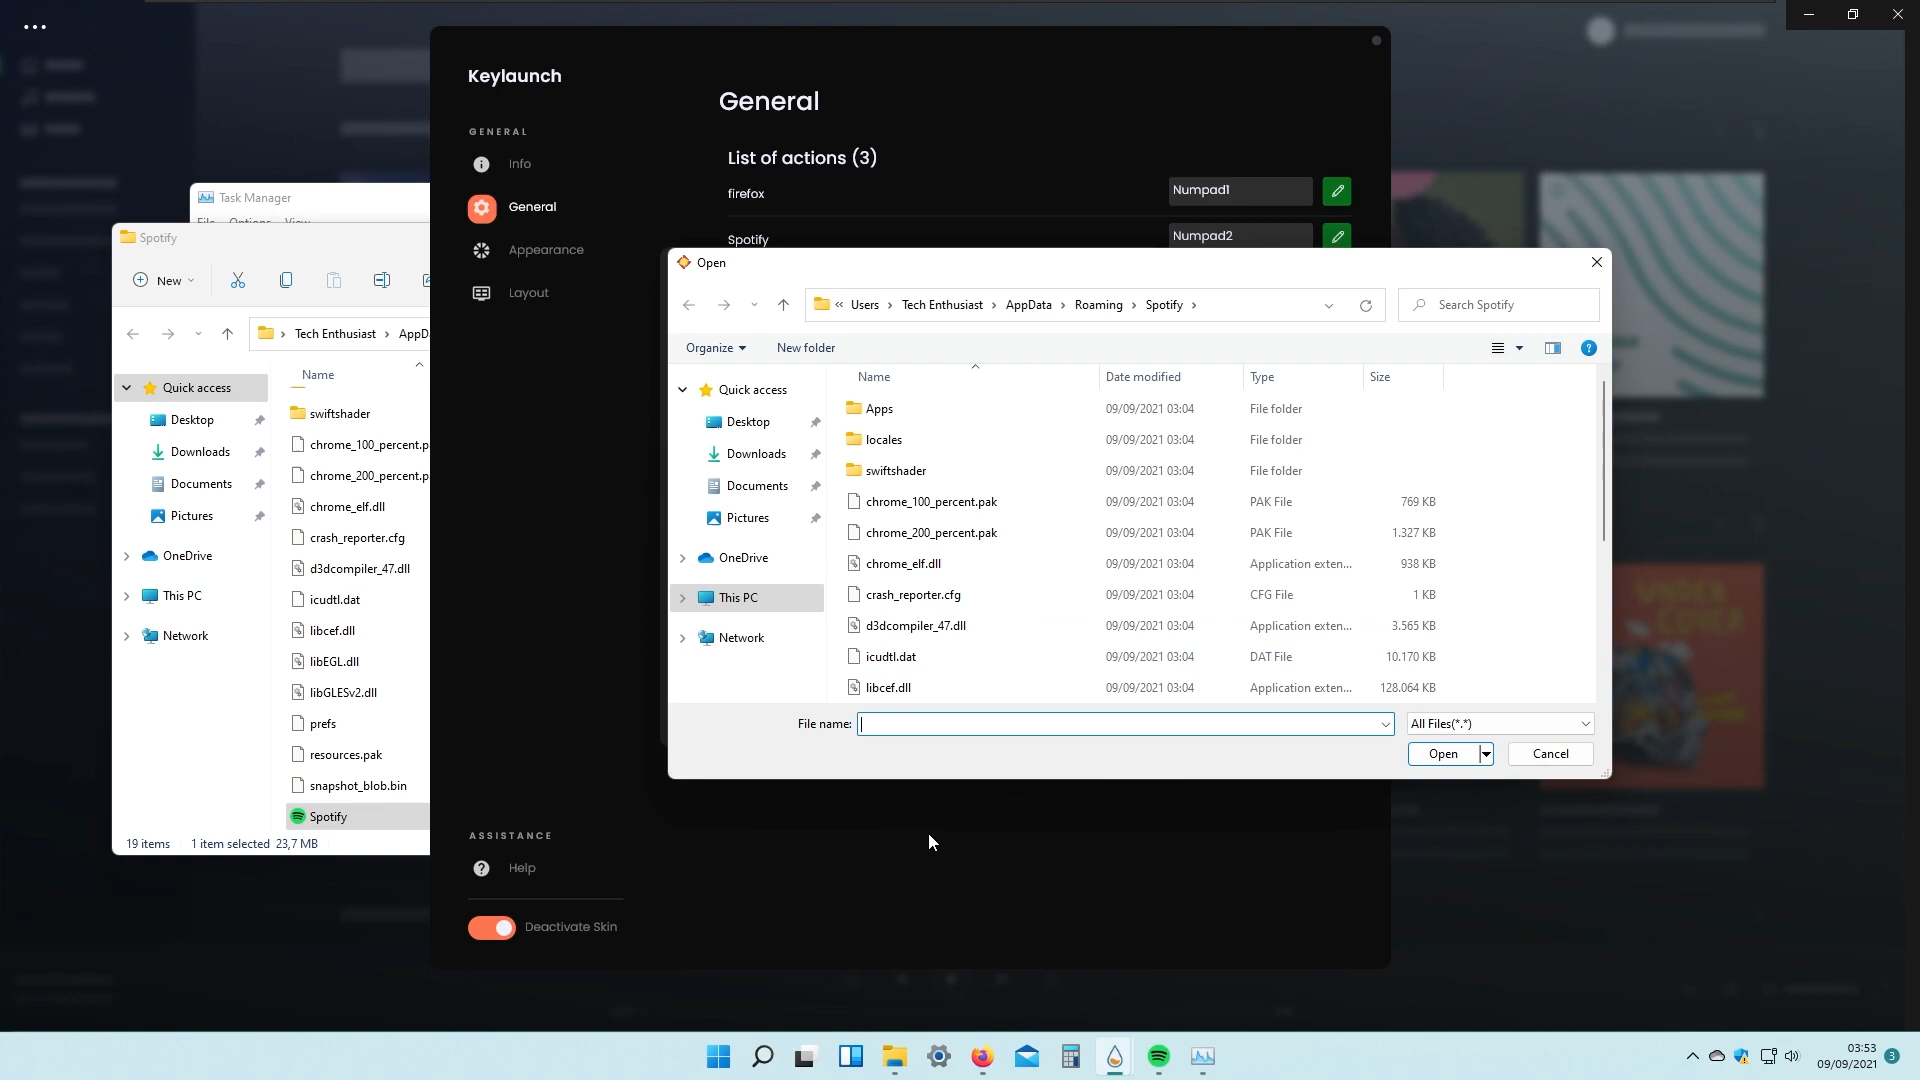 Keylaunch
GENERAL
Info
General
Appearance
Layout
ASSISTANCE
Help
Deactivate Skin
General
List of actions (3)
firefox
Numpad1
Spotify
Numpad2
Task Manager
File Options View
Spotify
New
Tech Enthusiast
Quick access
Desktop
Downloads
Documents
Pictures
OneDrive
This PC
Network
Name
swiftshader
chrome_100_percent.p
chrome_200_percent.p
chrome_elf.dll
crash_reporter.cfg
d3dcompiler_47.dll
icudtl.dat
libcef.dll
libEGL.dll
libGLESv2.dll
prefs
resources.pak
snapshot_blob.bin
Spotify
19 items 1 item selected 23,7 MB
Open
« Users › Tech Enthusiast › AppData › Roaming › Spotify ›
Search Spotify
Organize
New folder
Quick access
Desktop
Downloads
Documents
Pictures
OneDrive
This PC
Network
Name Date modified Type Size
Apps 09/09/2021 03:04 File folder
locales 09/09/2021 03:04 File folder
swiftshader 09/09/2021 03:04 File folder
chrome_100_percent.pak 09/09/2021 03:04 PAK File 769 KB
chrome_200_percent.pak 09/09/2021 03:04 PAK File 1.327 KB
chrome_elf.dll 09/09/2021 03:04 Application exten... 938 KB
crash_reporter.cfg 09/09/2021 03:04 CFG File 1 KB
d3dcompiler_47.dll 09/09/2021 03:04 Application exten... 3.565 KB
icudtl.dat 09/09/2021 03:04 DAT File 10.170 KB
libcef.dll 09/09/2021 03:04 Application exten... 128.064 KB
File name:
All Files(*.*)
Open
Cancel
UNDER
COVER
03:53
09/09/2021
3